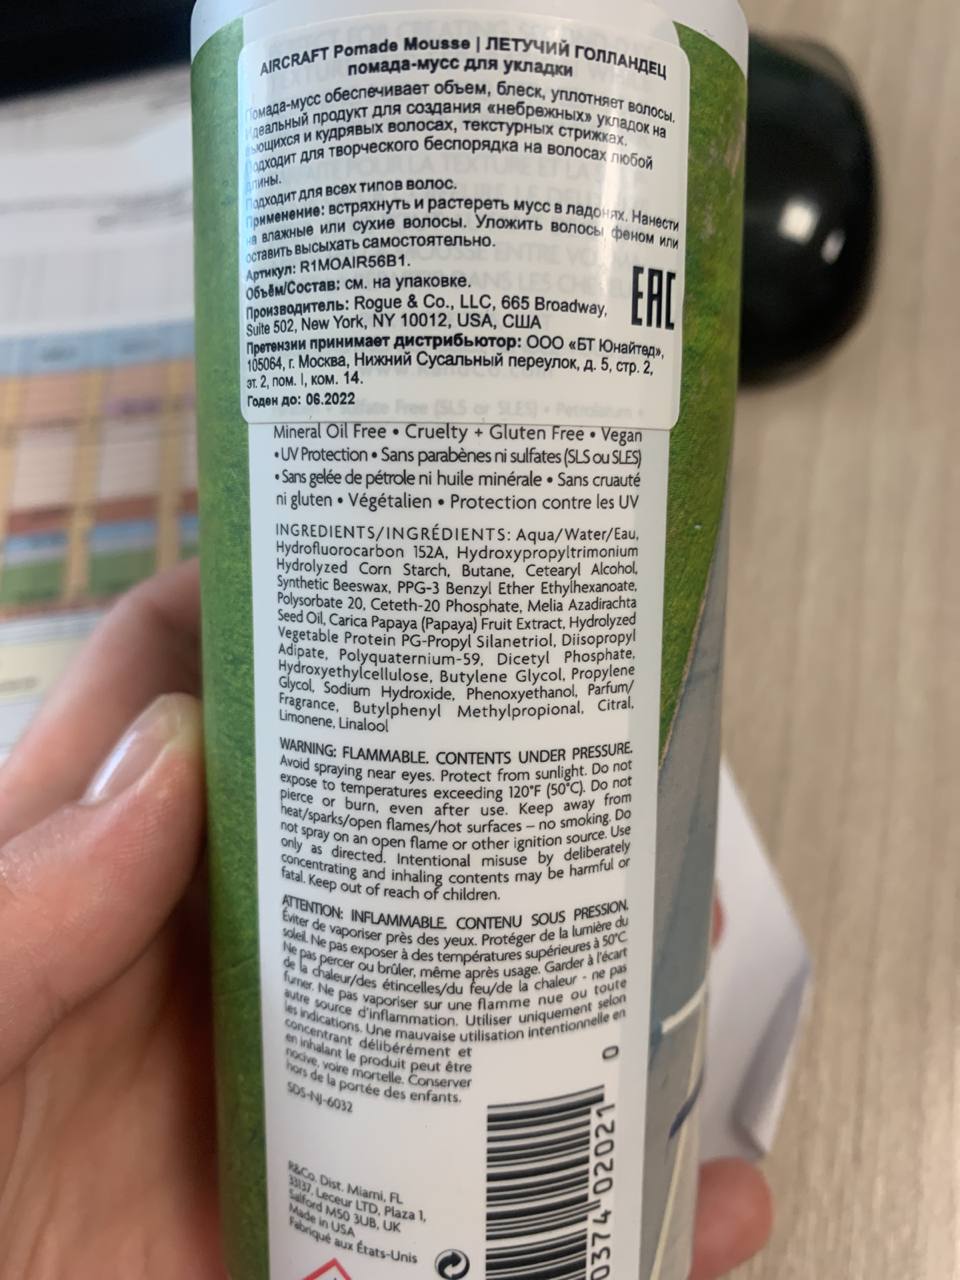 AIRCRAFT Pomade Mousse | ЛЕТУЧИЙ ГОЛЛАНДЕЦ
помада-мусс для укладки
Помада-мусс обеспечивает объем, блеск, уплотняет волосы.
Идеальный продукт для создания «небрежных» укладок на
вьющихся и кудрявых волосах, текстурных стрижках.
Подходит для творческого беспорядка на волосах любой
длины.
Подходит для всех типов волос.
Применение: встряхнуть и растереть мусс в ладонях. Нанести
на влажные или сухие волосы. Уложить волосы феном или
оставить высыхать самостоятельно.
Артикул: R1MOAIR56B1.
Объём/Состав: см. на упаковке.
Производитель: Rogue & Co., LLC, 665 Broadway,
Suite 502, New York, NY 10012, USA, США
EAC
Претензии принимает дистрибьютор: ООО «БТ Юнайтед»,
105064, г. Москва, Нижний Сусальный переулок, д. 5, стр. 2,
эт. 2, пом. I, ком. 14.
Годен до: 06.2022
Sulfate Free (SLS or SLES) • Petrolatum •
Mineral Oil Free • Cruelty + Gluten Free • Vegan
• UV Protection • Sans parabènes ni sulfates (SLS ou SLES)
• Sans gelée de pétrole ni huile minérale • Sans cruauté
ni gluten • Végétalien • Protection contre les UV
INGREDIENTS/INGRÉDIENTS: Aqua/Water/Eau,
Hydrofluorocarbon 152A, Hydroxypropyltrimonium
Hydrolyzed Corn Starch, Butane, Cetearyl Alcohol,
Synthetic Beeswax, PPG-3 Benzyl Ether Ethylhexanoate,
Polysorbate 20, Ceteth-20 Phosphate, Melia Azadirachta
Seed Oil, Carica Papaya (Papaya) Fruit Extract, Hydrolyzed
Vegetable Protein PG-Propyl Silanetriol, Diisopropyl
Adipate, Polyquaternium-59, Dicetyl Phosphate,
Hydroxyethylcellulose, Butylene Glycol, Propylene
Glycol, Sodium Hydroxide, Phenoxyethanol, Parfum/
Fragrance, Butylphenyl Methylpropional, Citral,
Limonene, Linalool
WARNING: FLAMMABLE. CONTENTS UNDER PRESSURE.
Avoid spraying near eyes. Protect from sunlight. Do not
expose to temperatures exceeding 120°F (50°C). Do not
pierce or burn, even after use. Keep away from
heat/sparks/open flames/hot surfaces – no smoking. Do
not spray on an open flame or other ignition source. Use
only as directed. Intentional misuse by deliberately
concentrating and inhaling contents may be harmful or
fatal. Keep out of reach of children.
ATTENTION: INFLAMMABLE. CONTENU SOUS PRESSION.
Éviter de vaporiser près des yeux. Protéger de la lumière du
soleil. Ne pas exposer à des températures supérieures à 50°C.
Ne pas percer ou brûler, même après usage. Garder à l'écart
de la chaleur/des étincelles/du feu/de la chaleur - ne pas
fumer. Ne pas vaporiser sur une flamme nue ou toute
autre source d'inflammation. Utiliser uniquement selon
les indications. Une mauvaise utilisation intentionnelle en
concentrant délibérément et
en inhalant le produit peut être
nocive, voire mortelle. Conserver
hors de la portée des enfants.
SDS-NJ-6032
R&Co. Dist. Miami, FL
33137, Leceur LTD, Plaza 1,
Salford M50 3UB, UK
Made in USA
Fabriqué aux États-Unis
0374 02021 0